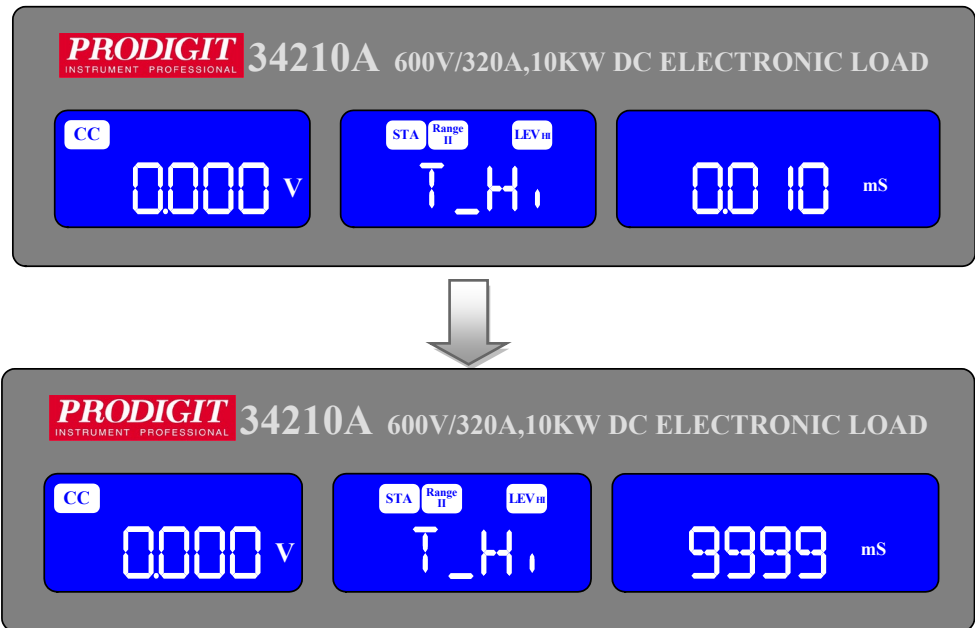 PRODIGIT
INSTRUMENT PROFESSIONAL
34210A 600V/320A,10KW DC ELECTRONIC LOAD
CC
0.000 V
STA Range II LEV HI
T_Hi
0.010 mS
PRODIGIT
INSTRUMENT PROFESSIONAL
34210A 600V/320A,10KW DC ELECTRONIC LOAD
CC
0.000 V
STA Range II LEV HI
T_Hi
9999 mS